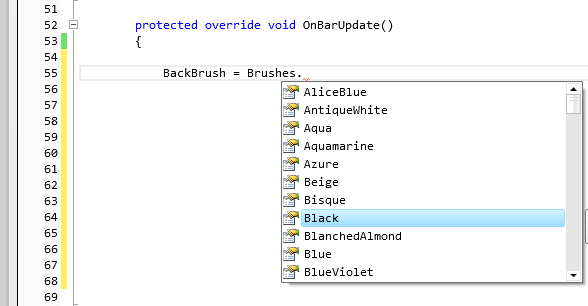 51
52 protected override void OnBarUpdate()
53 {
54
55 BackBrush = Brushes.
56 AliceBlue
57 AntiqueWhite
58 Aqua
59 Aquamarine
60 Azure
61 Beige
62 Bisque
63 Black
64 BlanchedAlmond
65 Blue
66 BlueViolet
67
68
69